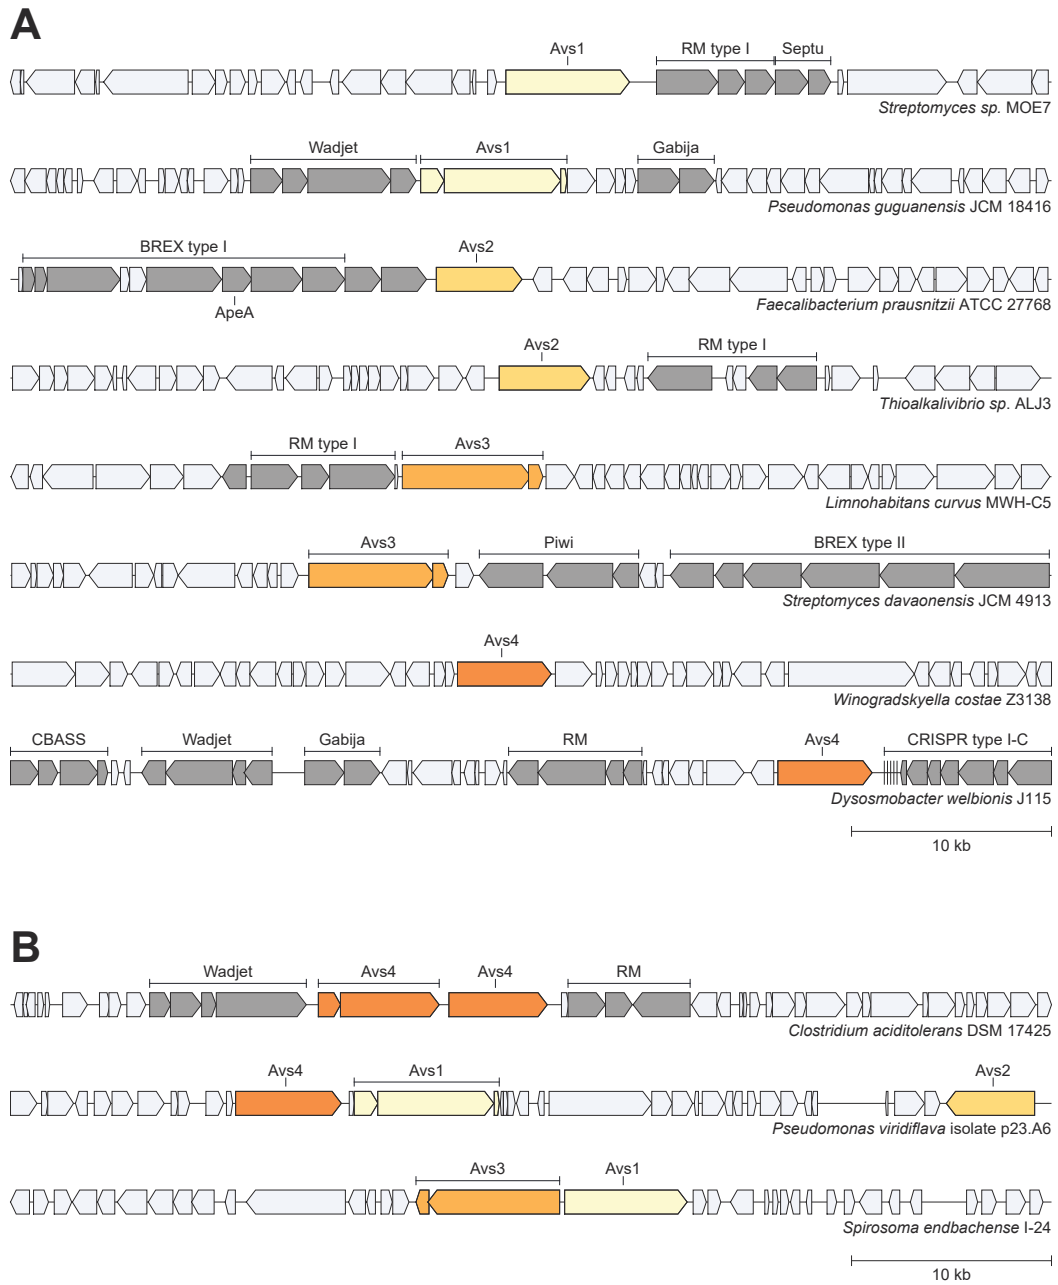 A
Avs1 RM type I Septu
Streptomyces sp. MOE7
Wadjet Avs1 Gabija
Pseudomonas guguanensis JCM 18416
BREX type I Avs2
ApeA
Faecalibacterium prausnitzii ATCC 27768
Avs2 RM type I
Thioalkalivibrio sp. ALJ3
RM type I Avs3
Limnohabitans curvus MWH-C5
Avs3 Piwi BREX type II
Streptomyces davaonensis JCM 4913
Avs4
Winogradskyella costae Z3138
CBASS Wadjet Gabija RM Avs4 CRISPR type I-C
Dysosmobacter welbionis J115
10 kb
B
Wadjet Avs4 Avs4 RM
Clostridium aciditolerans DSM 17425
Avs4 Avs1 Avs2
Pseudomonas viridiflava isolate p23.A6
Avs3 Avs1
Spirosoma endbachense I-24
10 kb